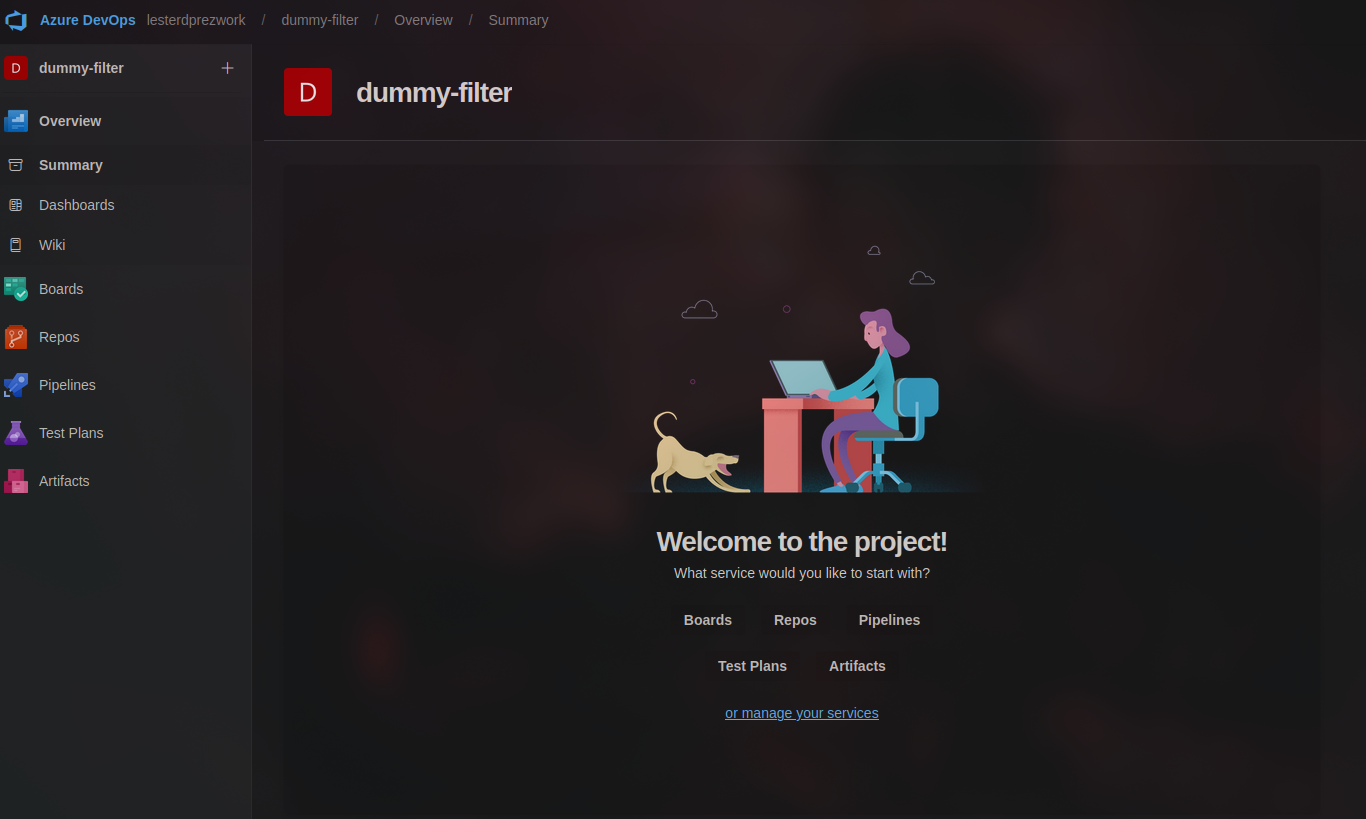 Azure DevOps lesterdprezwork / dummy-filter / Overview / Summary
D dummy-filter +
Overview
Summary
Dashboards
Wiki
Boards
Repos
Pipelines
Test Plans
Artifacts
D dummy-filter
Welcome to the project!
What service would you like to start with?
Boards Repos Pipelines
Test Plans Artifacts
or manage your services